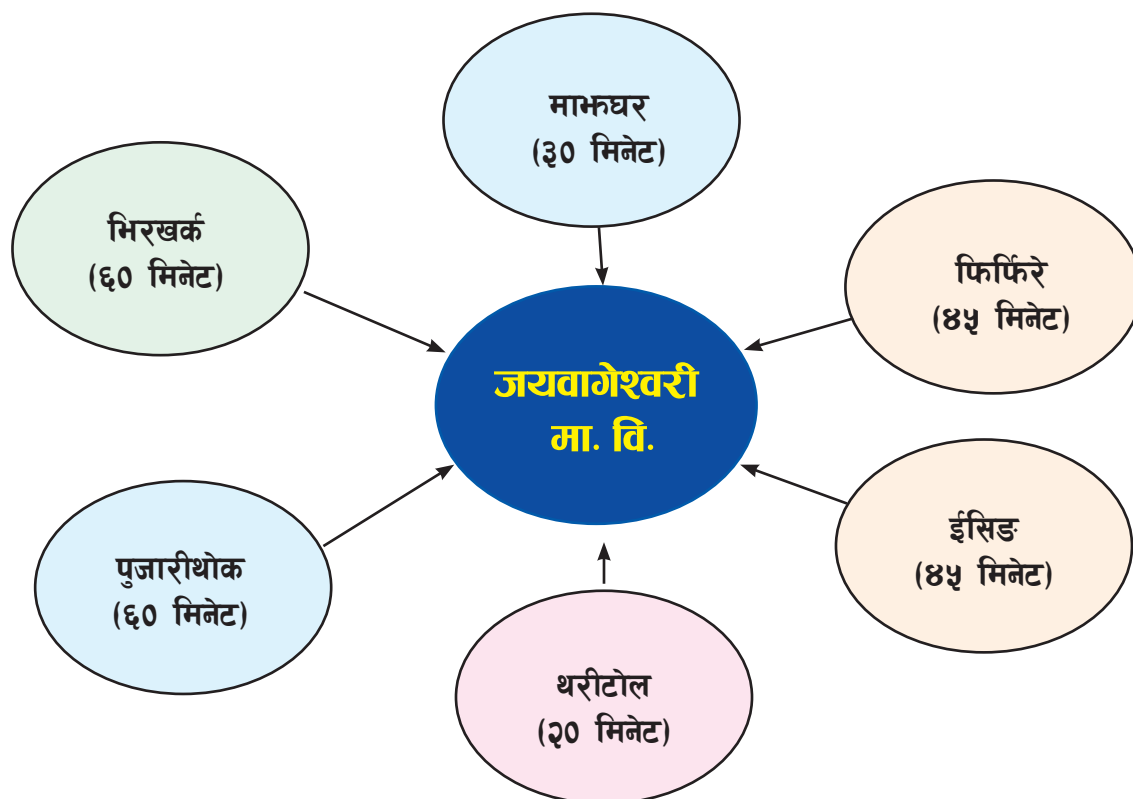 माझघर
(३० मिनेट)
भिरखर्क
(६० मिनेट)
फिर्फिरे
(४५ मिनेट)
जयवागेश्वरी
मा. वि.
ईसिङ
(४५ मिनेट)
पुजारीथोक
(६० मिनेट)
थरीटोल
(२० मिनेट)